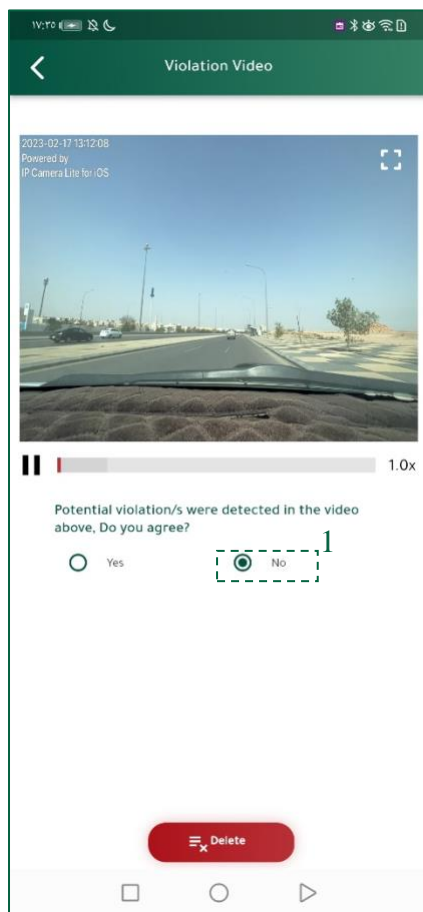 ١٧:٢٥
Violation Video
2023-02-17 13:12:08
Powered by
IP Camera Lite for iOS
1.0x
Potential violation/s were detected in the video
above, Do you agree?
Yes
No
1
Delete